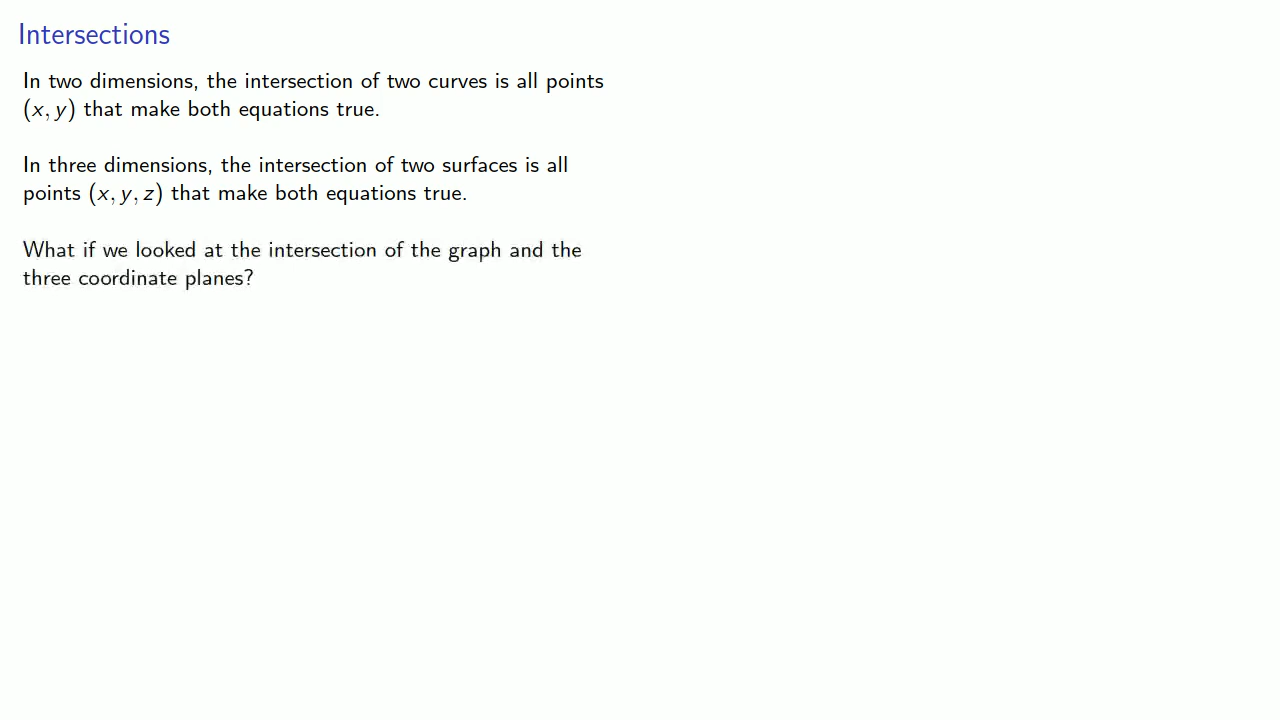 Intersections
In two dimensions, the intersection of two curves is all points
(x, y) that make both equations true.
In three dimensions, the intersection of two surfaces is all
points (x, y, z) that make both equations true.
What if we looked at the intersection of the graph and the
three coordinate planes?